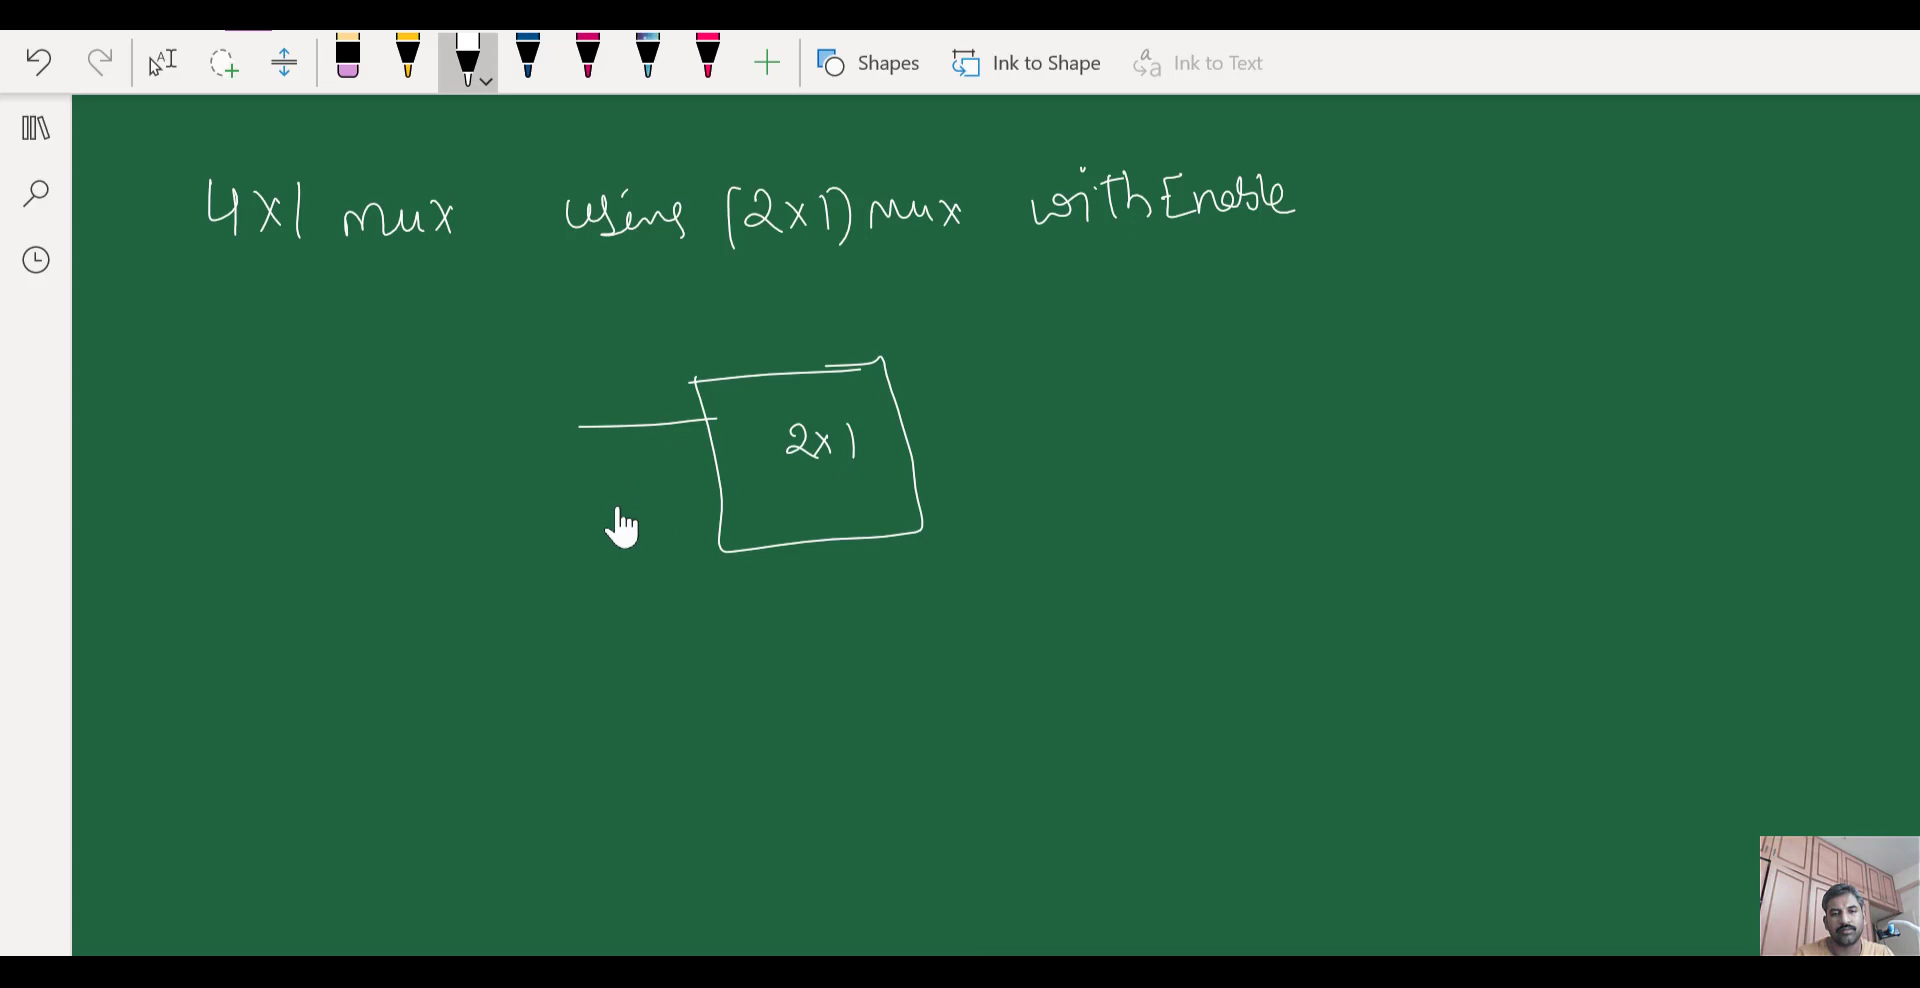 Shapes Ink to Shape Ink to Text
4x1 mux using (2x1) mux with Enable
2x1